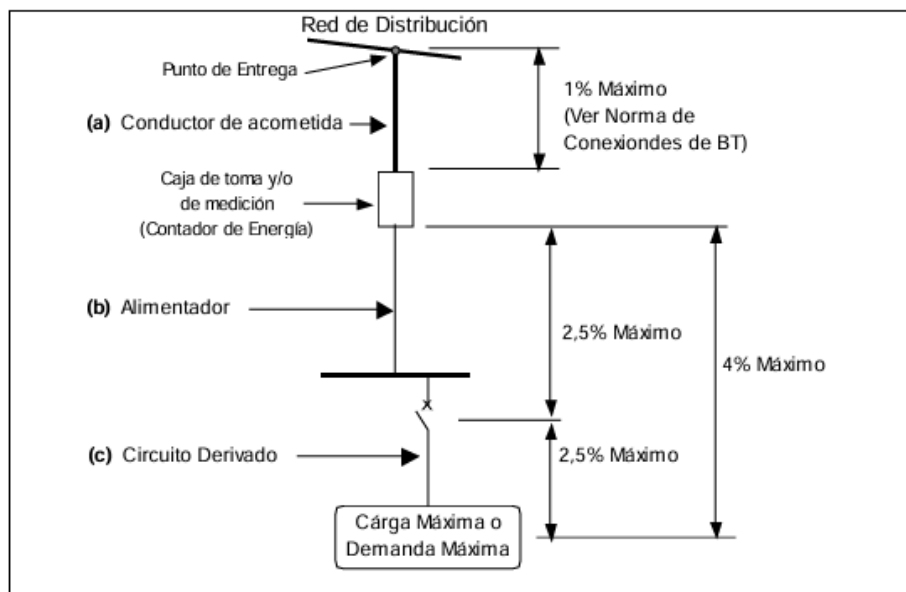 Red de Distribución
Punto de Entrega
1% Máximo
(Ver Norma de
Conexiondes de BT)
(a) Conductor de acometida
Caja de toma y/o
de medición
(Contador de Energía)
(b) Alimentador
2,5% Máximo
4% Máximo
(c) Circuito Derivado
2,5% Máximo
Cárga Máxima o
Demanda Máxima